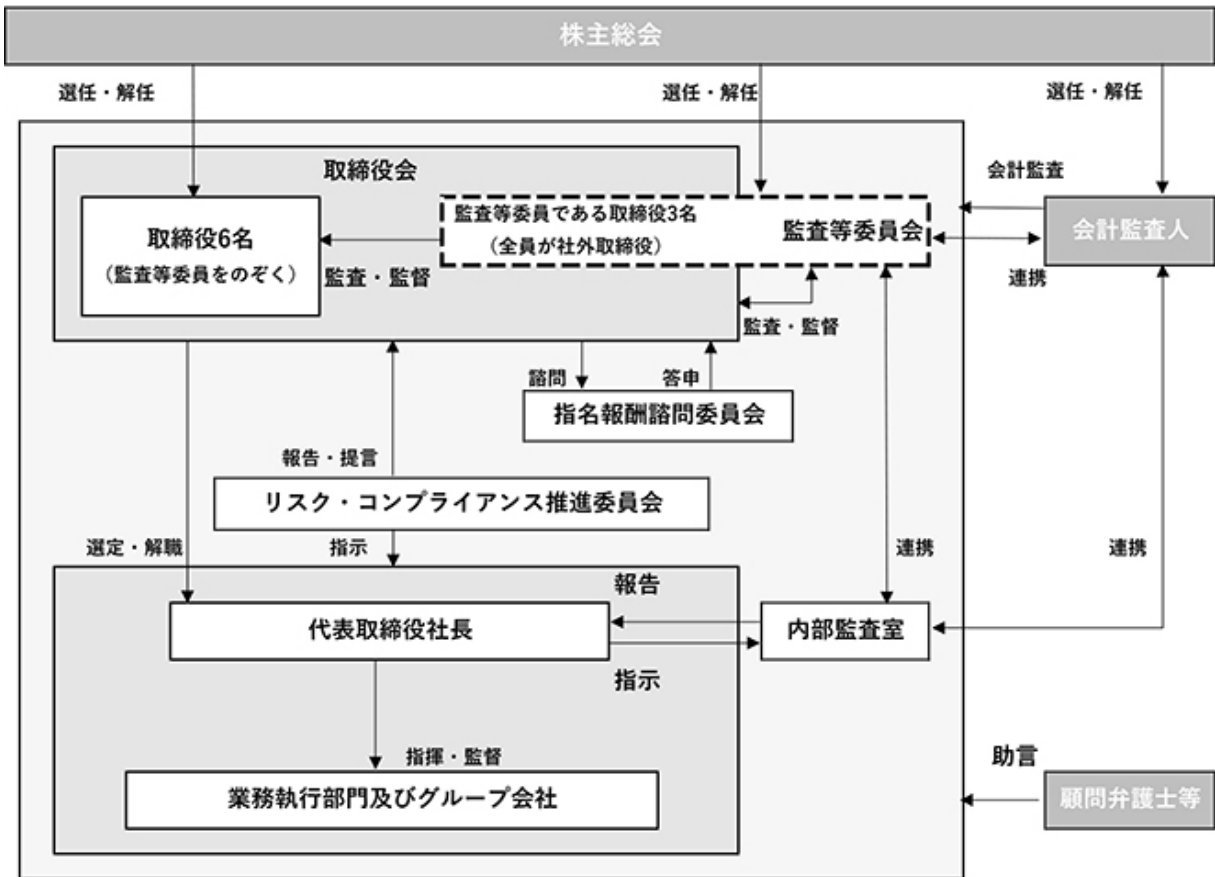 株主総会
選任・解任
選任・解任
選任・解任
取締役会
会計監査
取締役6名
（監査等委員をのぞく）
監査等委員である取締役3名
（全員が社外取締役）
監査等委員会
会計監査人
監査・監督
連携
監査・監督
諮問
答申
指名報酬諮問委員会
報告・提言
リスク・コンプライアンス推進委員会
選定・解職
指示
連携
連携
報告
代表取締役社長
内部監査室
指示
指揮・監督
助言
業務執行部門及びグループ会社
顧問弁護士等